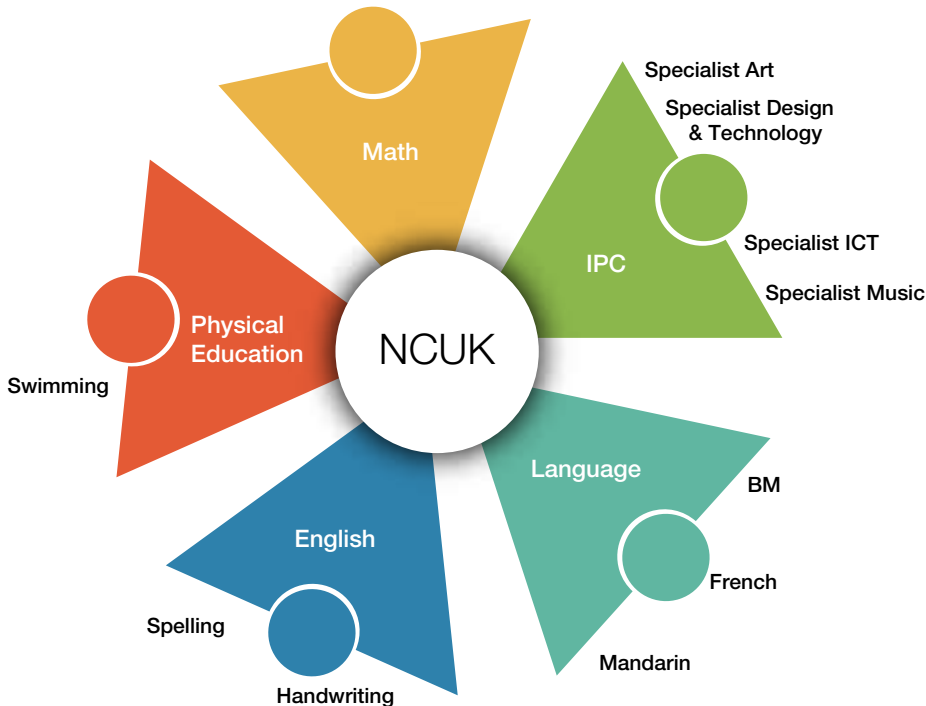 Math
Specialist Art
Specialist Design
& Technology
IPC
Specialist ICT
Specialist Music
Physical
Education
Swimming
NCUK
Language
BM
French
Mandarin
English
Spelling
Handwriting